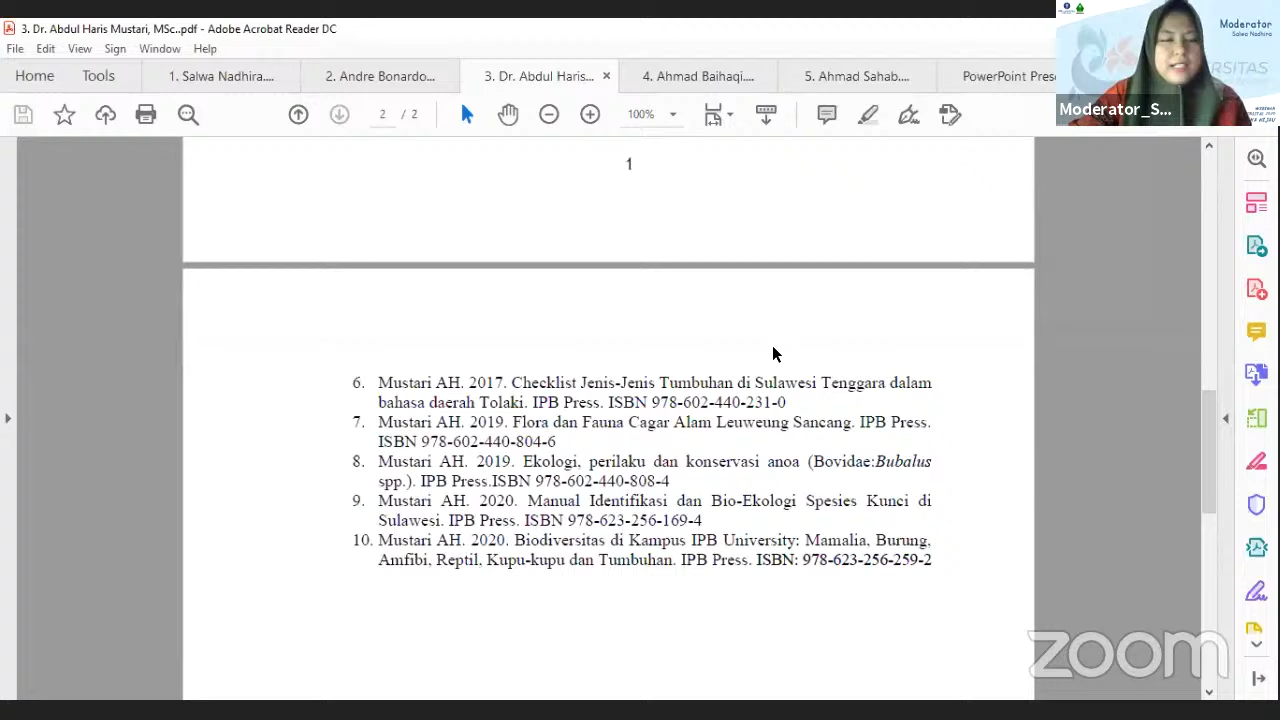 3. Dr. Abdul Haris Mustari, MSc..pdf - Adobe Acrobat Reader DC
File Edit View Sign Window Help
Home Tools 1. Salwa Nadhira.... 2. Andre Bonardo... 3. Dr. Abdul Haris... × 4. Ahmad Baihaqi.... 5. Ahmad Sahab.... PowerPoint Pres
2 / 2 100%
Moderator
Salwa Nadhira
RSITAS
Moderator_S...
1
6. Mustari AH. 2017. Checklist Jenis-Jenis Tumbuhan di Sulawesi Tenggara dalam
bahasa daerah Tolaki. IPB Press. ISBN 978-602-440-231-0
7. Mustari AH. 2019. Flora dan Fauna Cagar Alam Leuweung Sancang. IPB Press.
ISBN 978-602-440-804-6
8. Mustari AH. 2019. Ekologi, perilaku dan konservasi anoa (Bovidae:Bubalus
spp.). IPB Press.ISBN 978-602-440-808-4
9. Mustari AH. 2020. Manual Identifikasi dan Bio-Ekologi Spesies Kunci di
Sulawesi. IPB Press. ISBN 978-623-256-169-4
10. Mustari AH. 2020. Biodiversitas di Kampus IPB University: Mamalia, Burung,
Amfibi, Reptil, Kupu-kupu dan Tumbuhan. IPB Press. ISBN: 978-623-256-259-2
zoom